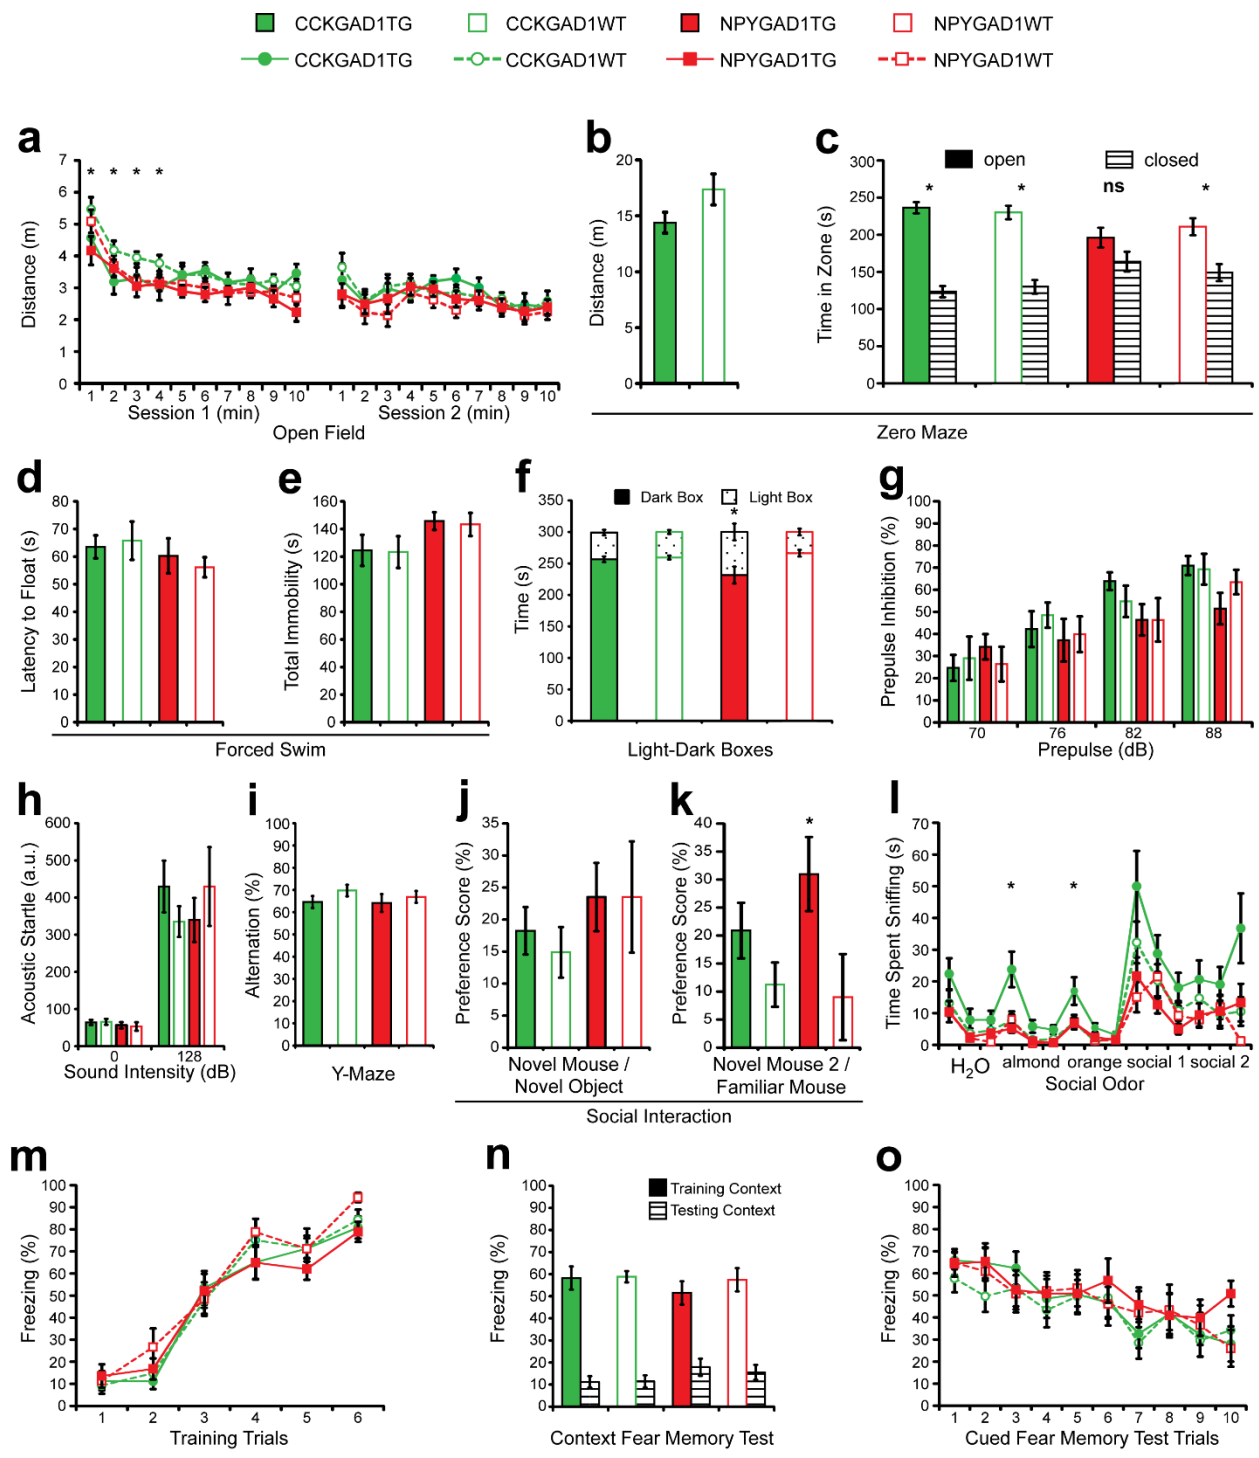 CCKGAD1TG CCKGAD1WT NPYGAD1TG NPYGAD1WT
CCKGAD1TG CCKGAD1WT NPYGAD1TG NPYGAD1WT
a
Distance (m)
7
6
5
4
3
2
1
0
* * * *
1 2 3 4 5 6 7 8 9 10 1 2 3 4 5 6 7 8 9 10
Session 1 (min) Session 2 (min)
Open Field
b
Distance (m)
20
15
10
5
0
c
Time in Zone (s)
300
250
200
150
100
50
0
open closed
* * ns *
Zero Maze
d
Latency to Float (s)
80
70
60
50
40
30
20
10
0
e
Total Immobility (s)
160
140
120
100
80
60
40
20
0
Forced Swim
f
Time (s)
350
300
250
200
150
100
50
0
Dark Box Light Box
*
Light-Dark Boxes
g
Prepulse Inhibition (%)
100
90
80
70
60
50
40
30
20
10
0
70 76 82 88
Prepulse (dB)
h
Acoustic Startle (a.u.)
600
500
400
300
200
100
0
0 128
Sound Intensity (dB)
i
Alternation (%)
100
90
80
70
60
50
40
30
20
10
0
Y-Maze
j
Preference Score (%)
35
30
25
20
15
10
5
0
Novel Mouse /
Novel Object
k
Preference Score (%)
40
35
30
25
20
15
10
5
0
*
Novel Mouse 2 /
Familiar Mouse
Social Interaction
l
Time Spent Sniffing (s)
70
60
50
40
30
20
10
0
* *
H2O almond orange social 1 social 2
Social Odor
m
Freezing (%)
100
90
80
70
60
50
40
30
20
10
0
1 2 3 4 5 6
Training Trials
n
Freezing (%)
100
90
80
70
60
50
40
30
20
10
0
Training Context
Testing Context
Context Fear Memory Test
o
Freezing (%)
100
90
80
70
60
50
40
30
20
10
0
1 2 3 4 5 6 7 8 9 10
Cued Fear Memory Test Trials